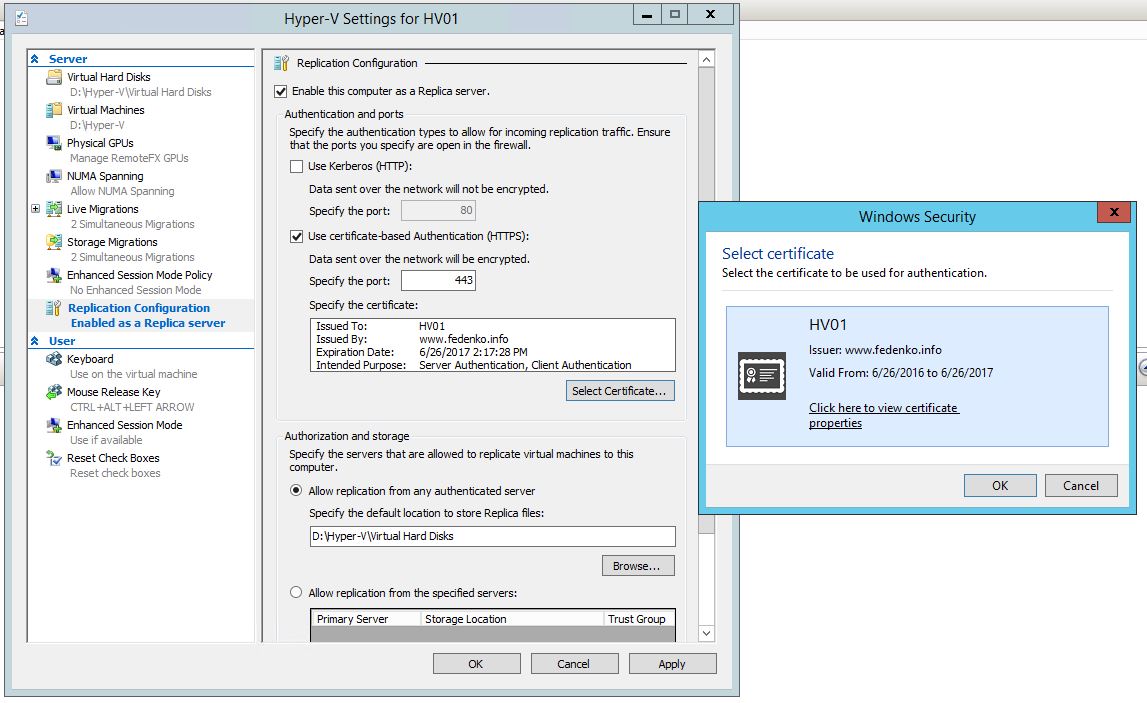 Hyper-V Settings for HV01
Server
Virtual Hard Disks
D:\Hyper-V\Virtual Hard Disks
Virtual Machines
D:\Hyper-V
Physical GPUs
Manage RemoteFX GPUs
NUMA Spanning
Allow NUMA Spanning
Live Migrations
2 Simultaneous Migrations
Storage Migrations
2 Simultaneous Migrations
Enhanced Session Mode Policy
No Enhanced Session Mode
Replication Configuration
Enabled as a Replica server
User
Keyboard
Use on the virtual machine
Mouse Release Key
CTRL+ALT+LEFT ARROW
Enhanced Session Mode
Use if available
Reset Check Boxes
Reset check boxes
Replication Configuration
Enable this computer as a Replica server.
Authentication and ports
Specify the authentication types to allow for incoming replication traffic. Ensure
that the ports you specify are open in the firewall.
Use Kerberos (HTTP):
Data sent over the network will not be encrypted.
Specify the port: 80
Use certificate-based Authentication (HTTPS):
Data sent over the network will be encrypted.
Specify the port: 443
Specify the certificate:
Issued To: HV01
Issued By: www.fedenko.info
Expiration Date: 6/26/2017 2:17:28 PM
Intended Purpose: Server Authentication, Client Authentication
Select Certificate...
Authorization and storage
Specify the servers that are allowed to replicate virtual machines to this
computer.
Allow replication from any authenticated server
Specify the default location to store Replica files:
D:\Hyper-V\Virtual Hard Disks
Browse...
Allow replication from the specified servers:
Primary Server Storage Location Trust Group
OK Cancel Apply
Windows Security
Select certificate
Select the certificate to be used for authentication.
HV01
Issuer: www.fedenko.info
Valid From: 6/26/2016 to 6/26/2017
Click here to view certificate
properties
OK Cancel